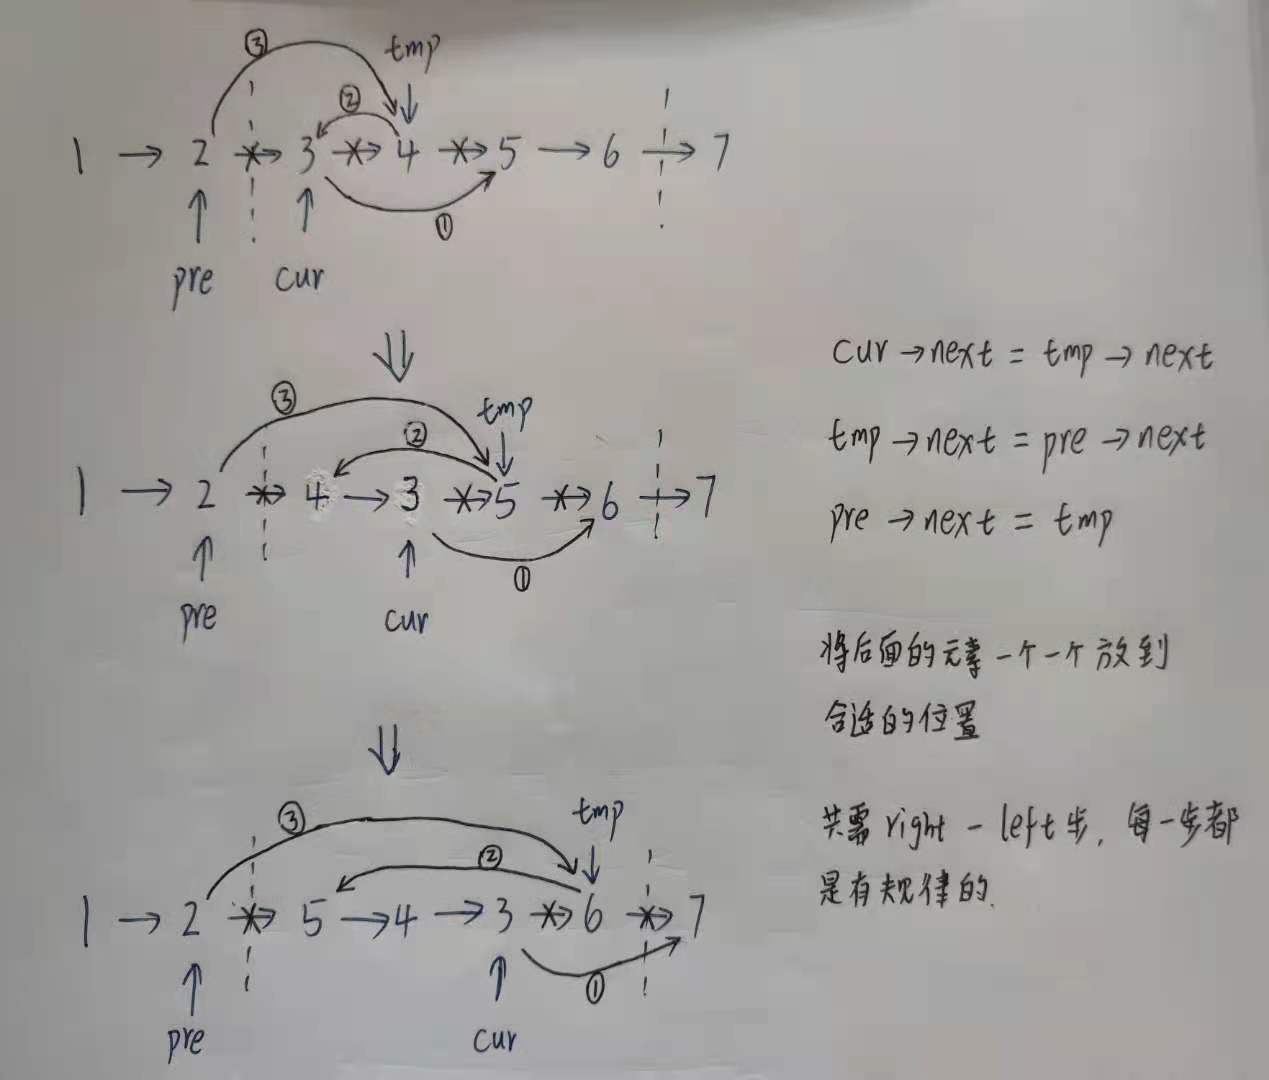 ③ tmp
②
1 → 2 → 3 → 4 → 5 → 6 → 7
①
pre cur
③ tmp
②
1 → 2 → 4 → 3 → 5 → 6 → 7
①
pre cur
③ tmp
②
1 → 2 → 5 → 4 → 3 → 6 → 7
①
pre cur
cur → next = tmp → next
tmp → next = pre → next
pre → next = tmp
将后面的元素一个一个放到
合适的位置
共需 right - left 步, 每一步都
是有规律的.